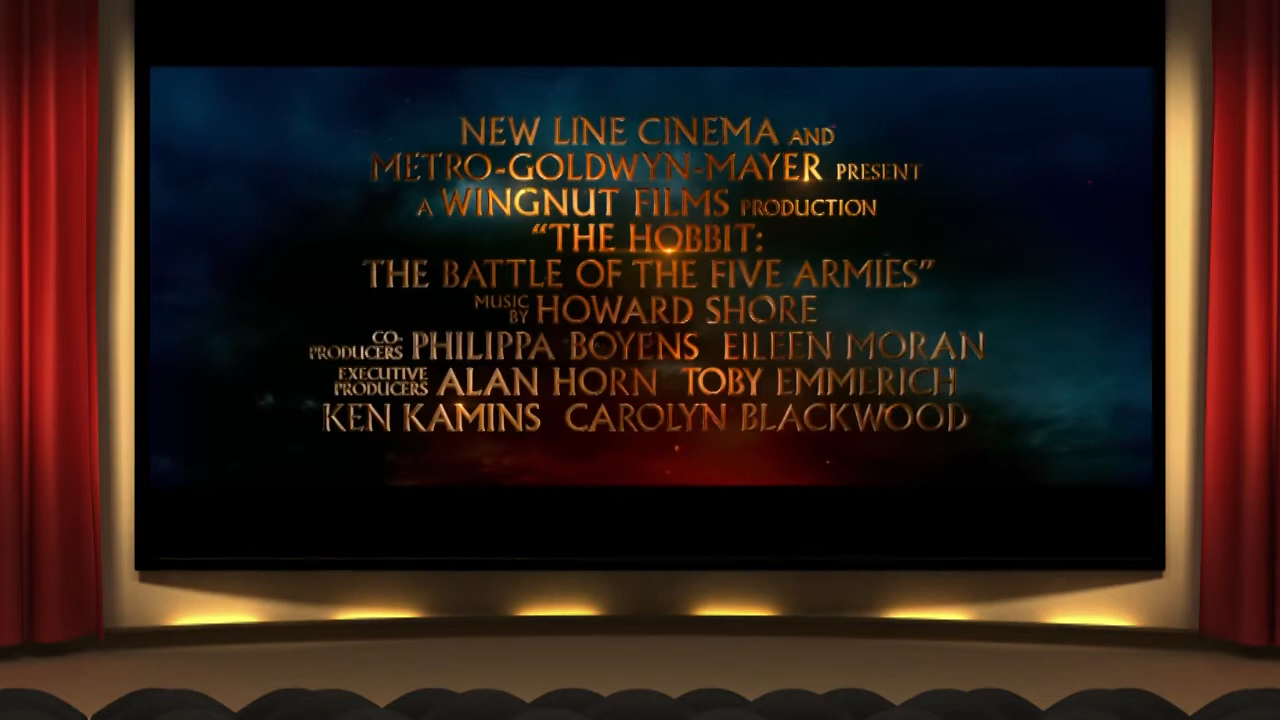 NEW LINE CINEMA AND
METRO-GOLDWYN-MAYER PRESENT
A WINGNUT FILMS PRODUCTION
“THE HOBBIT:
THE BATTLE OF THE FIVE ARMIES”
MUSIC BY HOWARD SHORE
CO-PRODUCERS PHILIPPA BOYENS EILEEN MORAN
EXECUTIVE PRODUCERS ALAN HORN TOBY EMMERICH
KEN KAMINS CAROLYN BLACKWOOD